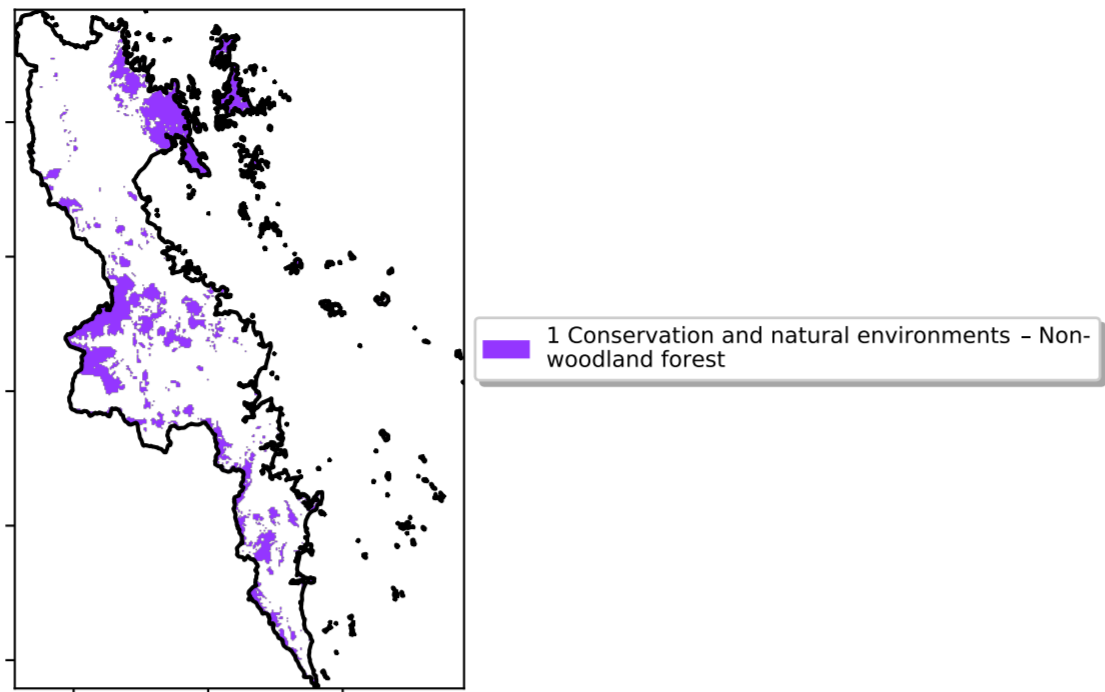 1 Conservation and natural environments – Non-
woodland forest